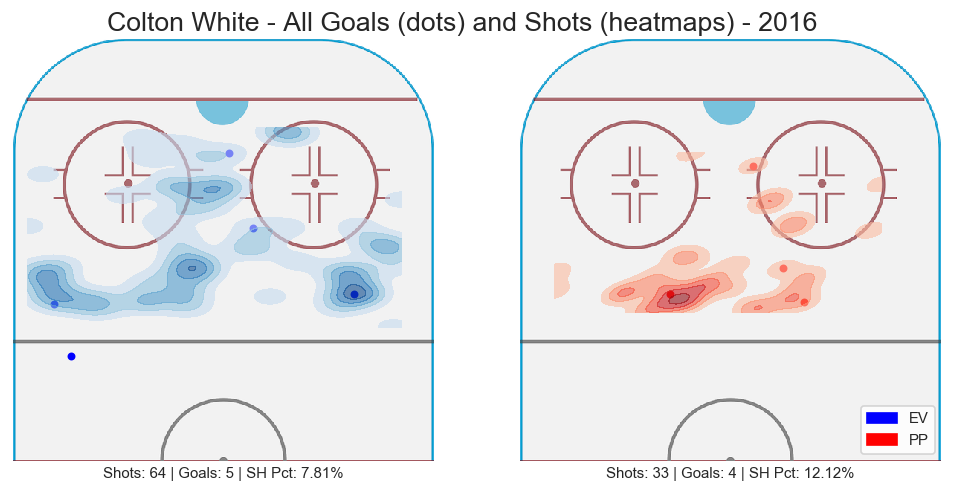 Colton White - All Goals (dots) and Shots (heatmaps) - 2016
EV
PP
Shots: 64 | Goals: 5 | SH Pct: 7.81%
Shots: 33 | Goals: 4 | SH Pct: 12.12%